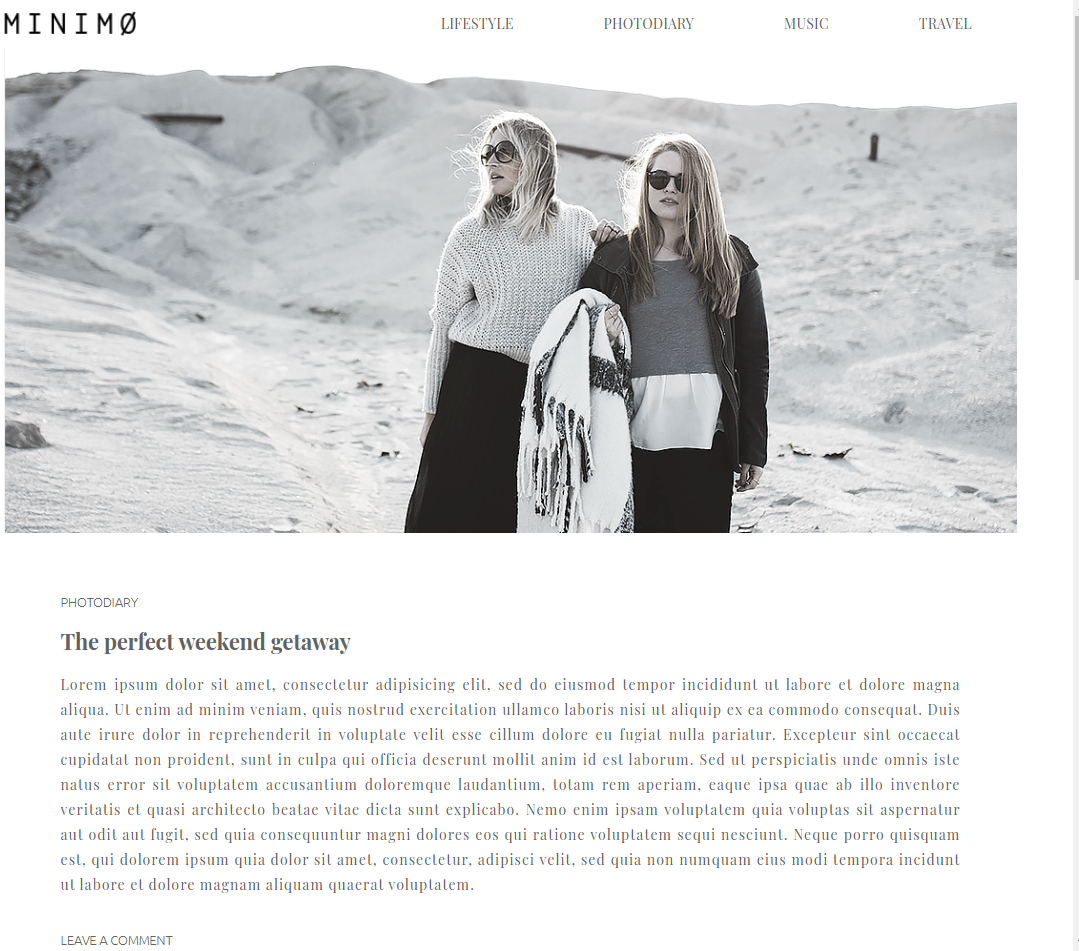 MINIMØ
LIFESTYLE PHOTODIARY MUSIC TRAVEL
PHOTODIARY
The perfect weekend getaway
Lorem ipsum dolor sit amet, consectetur adipisicing elit, sed do eiusmod tempor incididunt ut labore et dolore magna
aliqua. Ut enim ad minim veniam, quis nostrud exercitation ullamco laboris nisi ut aliquip ex ea commodo consequat. Duis
aute irure dolor in reprehenderit in voluptate velit esse cillum dolore eu fugiat nulla pariatur. Excepteur sint occaecat
cupidatat non proident, sunt in culpa qui officia deserunt mollit anim id est laborum. Sed ut perspiciatis unde omnis iste
natus error sit voluptatem accusantium doloremque laudantium, totam rem aperiam, eaque ipsa quae ab illo inventore
veritatis et quasi architecto beatae vitae dicta sunt explicabo. Nemo enim ipsam voluptatem quia voluptas sit aspernatur
aut odit aut fugit, sed quia consequuntur magni dolores eos qui ratione voluptatem sequi nesciunt. Neque porro quisquam
est, qui dolorem ipsum quia dolor sit amet, consectetur, adipisci velit, sed quia non numquam eius modi tempora incidunt
ut labore et dolore magnam aliquam quaerat voluptatem.
LEAVE A COMMENT